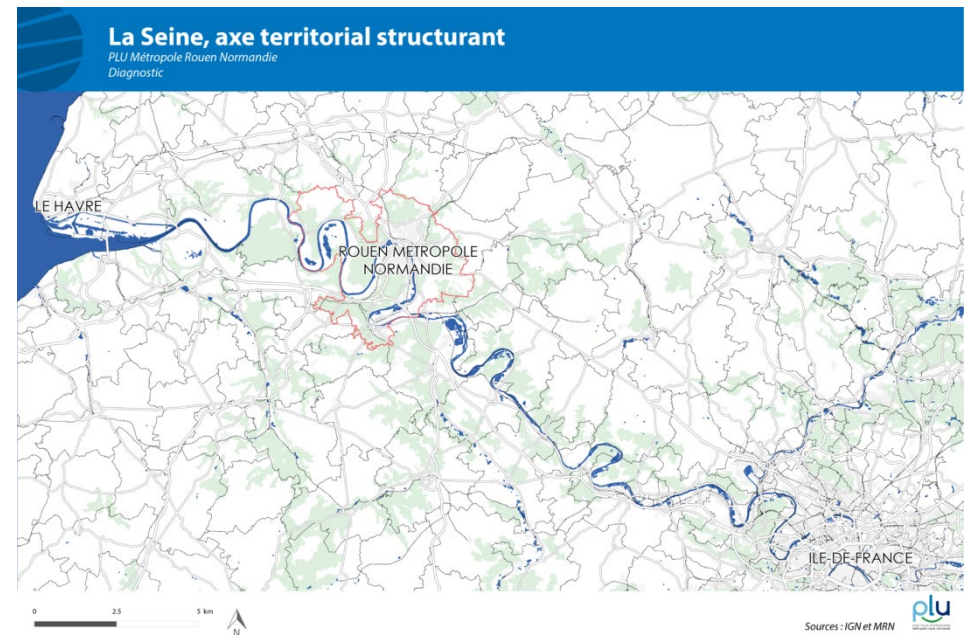 La Seine, axe territorial structurant
PLU Métropole Rouen Normandie
Diagnostic
LE HAVRE
ROUEN METROPOLE
NORMANDIE
ILE-DE-FRANCE
0 2.5 5 km
N
Sources : IGN et MRN
plu